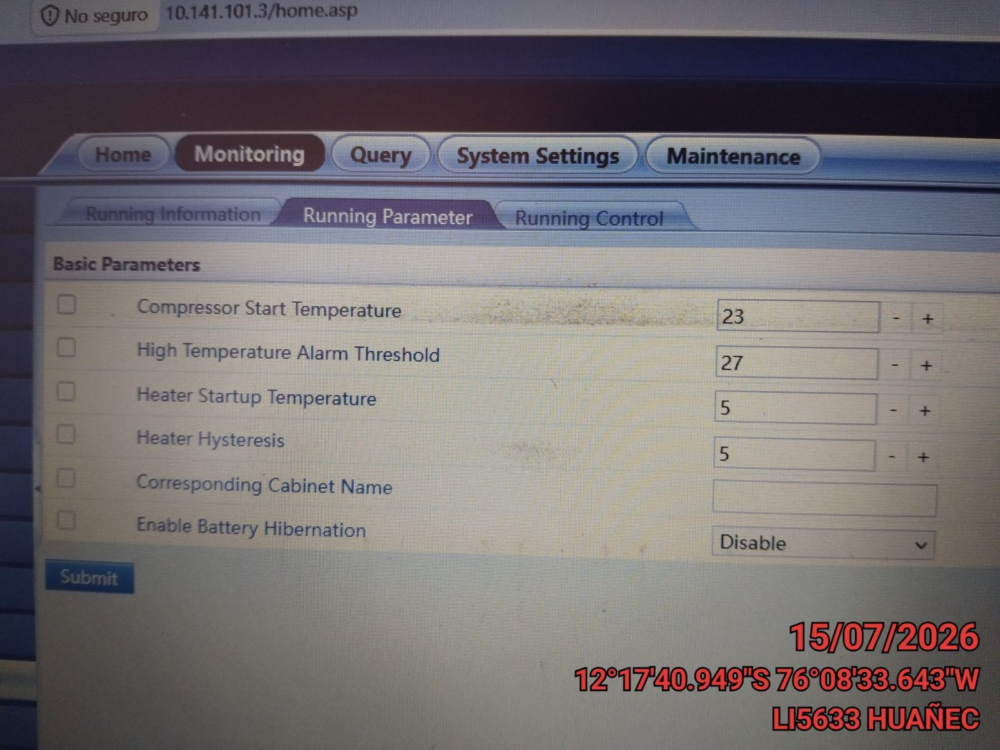 No seguro 10.141.101.3/home.asp
Home Monitoring Query System Settings Maintenance
Running Information Running Parameter Running Control
Basic Parameters
Compressor Start Temperature 23 - +
High Temperature Alarm Threshold 27 - +
Heater Startup Temperature 5 - +
Heater Hysteresis 5 - +
Corresponding Cabinet Name
Enable Battery Hibernation Disable
Submit
15/07/2026
12°17'40.949"S 76°08'33.643"W
LI5633 HUAÑEC